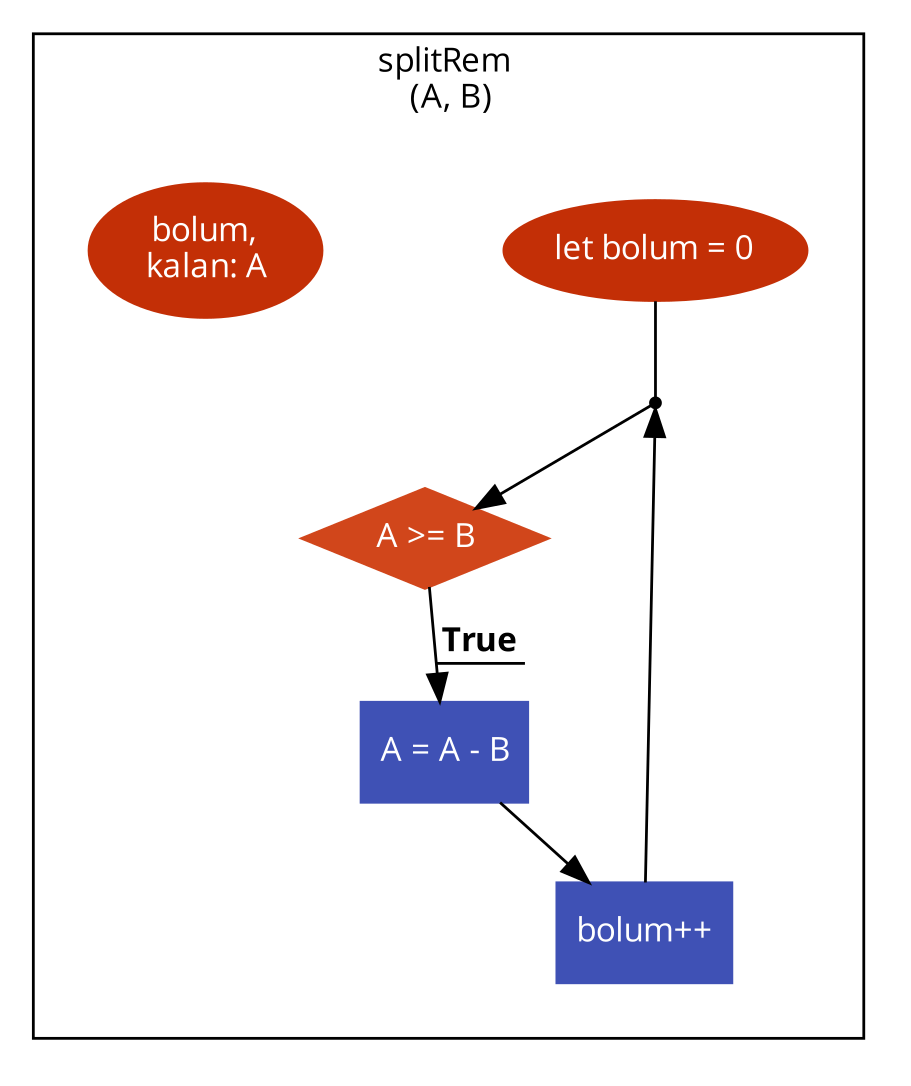 splitRem
(A, B)
bolum,
kalan: A
let bolum = 0
A >= B
True
A = A - B
bolum++